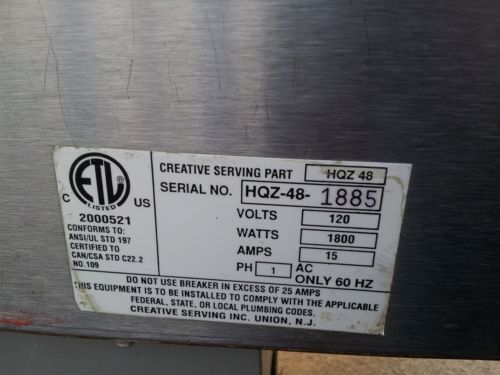 ETL
LISTED
C US
2000521
CONFORMS TO:
ANSI/UL STD 197
CERTIFIED TO
CAN/CSA STD C22.2
NO.109
CREATIVE SERVING PART HQZ 48
SERIAL NO. HQZ-48- 1885
VOLTS 120
WATTS 1800
AMPS 15
PH 1 AC
ONLY 60 HZ
DO NOT USE BREAKER IN EXCESS OF 25 AMPS
THIS EQUIPMENT IS TO BE INSTALLED TO COMPLY WITH THE APPLICABLE
FEDERAL, STATE, OR LOCAL PLUMBING CODES.
CREATIVE SERVING INC. UNION, N.J.